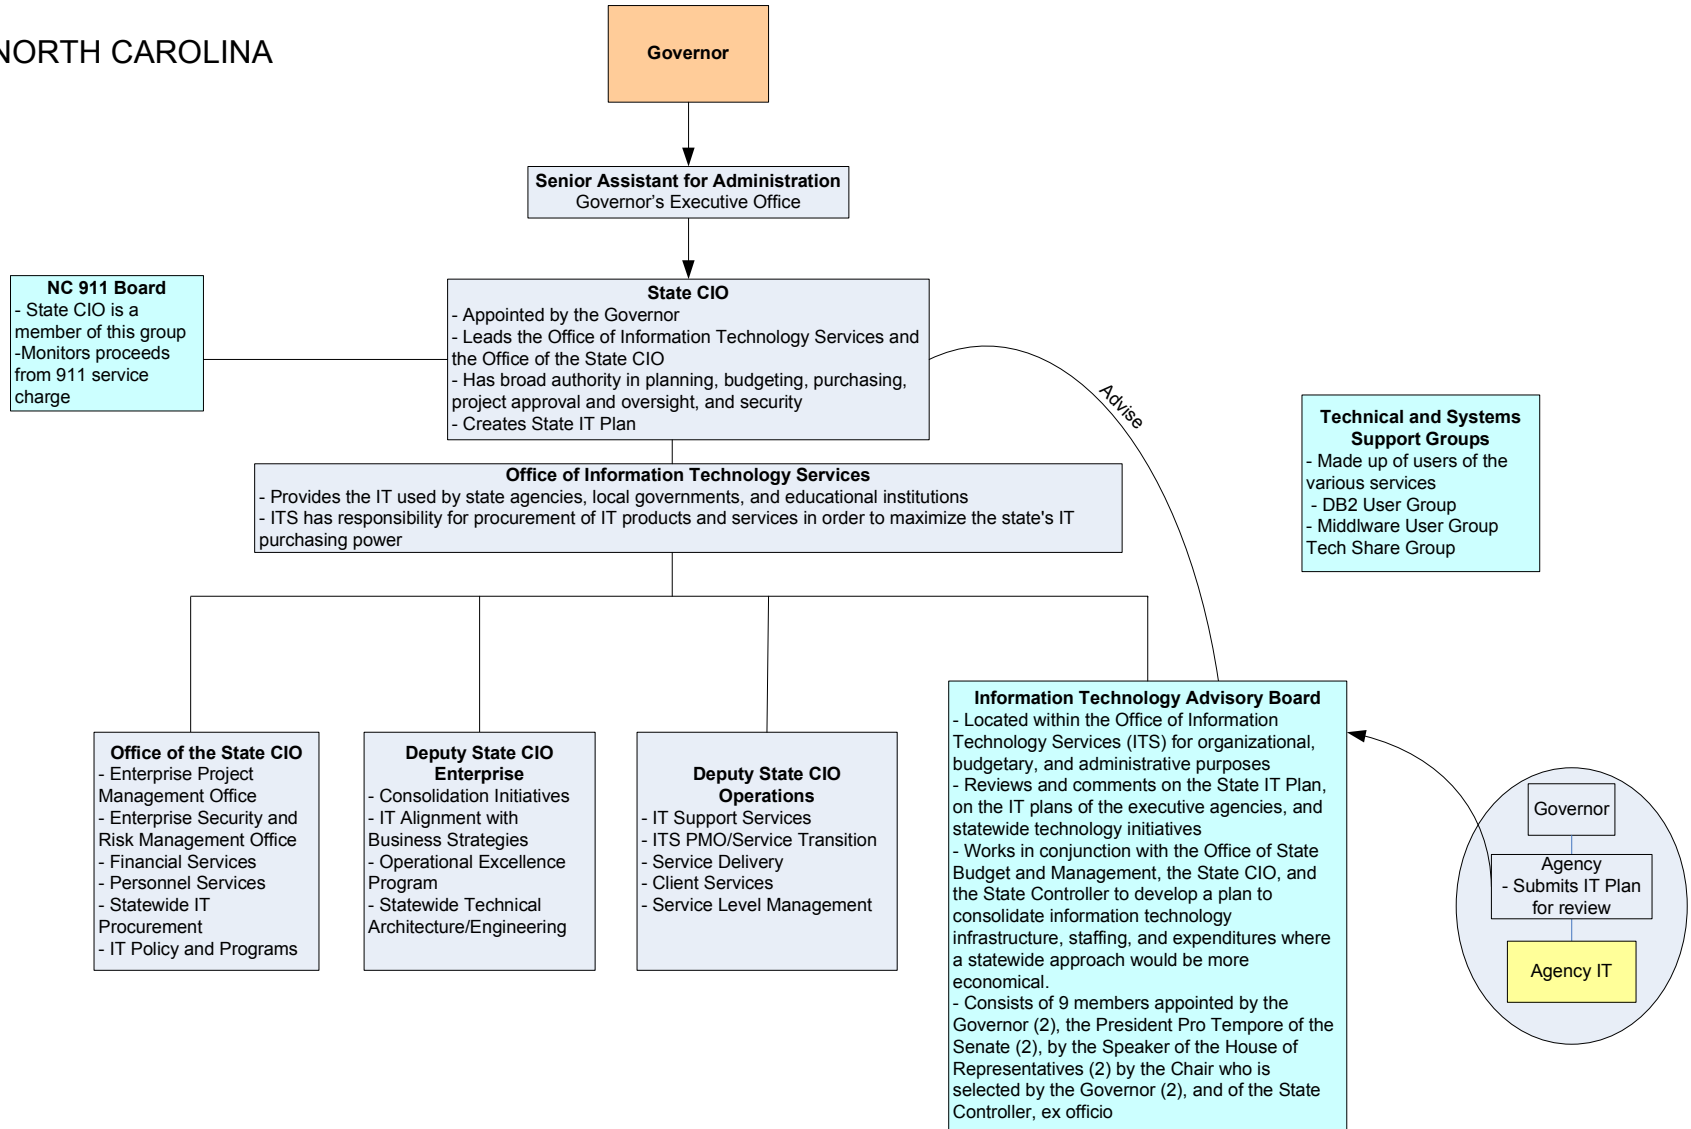 NORTH CAROLINA
Governor
Senior Assistant for Administration
Governor's Executive Office
NC 911 Board
- State CIO is a
member of this group
-Monitors proceeds
from 911 service
charge
State CIO
- Appointed by the Governor
- Leads the Office of Information Technology Services and
the Office of the State CIO
- Has broad authority in planning, budgeting, purchasing,
project approval and oversight, and security
- Creates State IT Plan
Advise
Technical and Systems
Support Groups
- Made up of users of the
various services
- DB2 User Group
- Middlware User Group
Tech Share Group
Office of Information Technology Services
- Provides the IT used by state agencies, local governments, and educational institutions
- ITS has responsibility for procurement of IT products and services in order to maximize the state's IT
purchasing power
Office of the State CIO
- Enterprise Project
Management Office
- Enterprise Security and
Risk Management Office
- Financial Services
- Personnel Services
- Statewide IT
Procurement
- IT Policy and Programs
Deputy State CIO
Enterprise
- Consolidation Initiatives
- IT Alignment with
Business Strategies
- Operational Excellence
Program
- Statewide Technical
Architecture/Engineering
Deputy State CIO
Operations
- IT Support Services
- ITS PMO/Service Transition
- Service Delivery
- Client Services
- Service Level Management
Information Technology Advisory Board
- Located within the Office of Information
Technology Services (ITS) for organizational,
budgetary, and administrative purposes
- Reviews and comments on the State IT Plan,
on the IT plans of the executive agencies, and
statewide technology initiatives
- Works in conjunction with the Office of State
Budget and Management, the State CIO, and
the State Controller to develop a plan to
consolidate information technology
infrastructure, staffing, and expenditures where
a statewide approach would be more
economical.
- Consists of 9 members appointed by the
Governor (2), the President Pro Tempore of the
Senate (2), by the Speaker of the House of
Representatives (2) by the Chair who is
selected by the Governor (2), and of the State
Controller, ex officio
Governor
Agency
- Submits IT Plan
for review
Agency IT